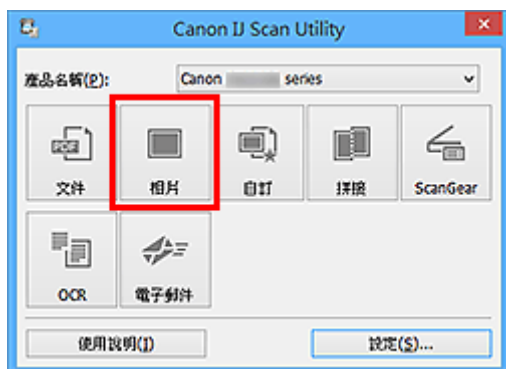 Canon IJ Scan Utility
產品名稱(P):
Canon series
文件
相片
自訂
拼接
ScanGear
OCR
電子郵件
使用說明(I)
設定(S)...